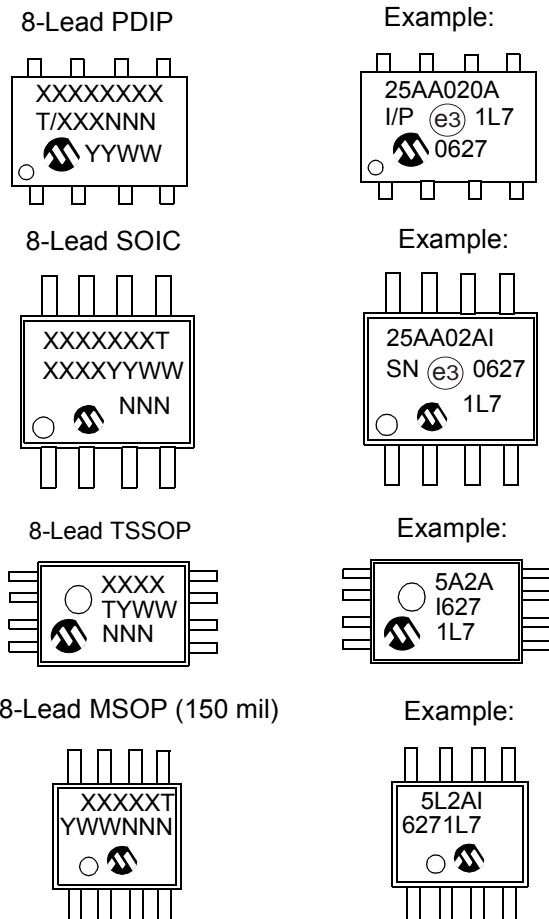 8-Lead PDIP
Example:
XXXXXXXX
T/XXXNNN
YYWW
25AA020A
I/P e3 1L7
0627
8-Lead SOIC
Example:
XXXXXXXT
XXXXYYWW
NNN
25AA02AI
SN e3 0627
1L7
8-Lead TSSOP
Example:
XXXX
TYWW
NNN
5A2A
I627
1L7
8-Lead MSOP (150 mil)
Example:
XXXXXT
YWWNNN
5L2AI
6271L7